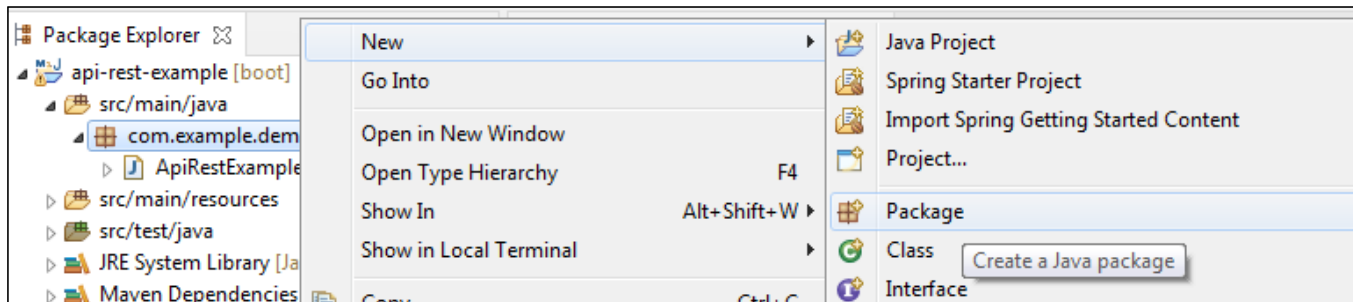 Package Explorer
api-rest-example [boot]
src/main/java
com.example.dem
ApiRestExample
src/main/resources
src/test/java
JRE System Library [Ja
Maven Dependencies
New
Go Into
Open in New Window
Open Type Hierarchy F4
Show In Alt+Shift+W
Show in Local Terminal
Copy Ctrl+C
Java Project
Spring Starter Project
Import Spring Getting Started Content
Project...
Package
Class
Create a Java package
Interface